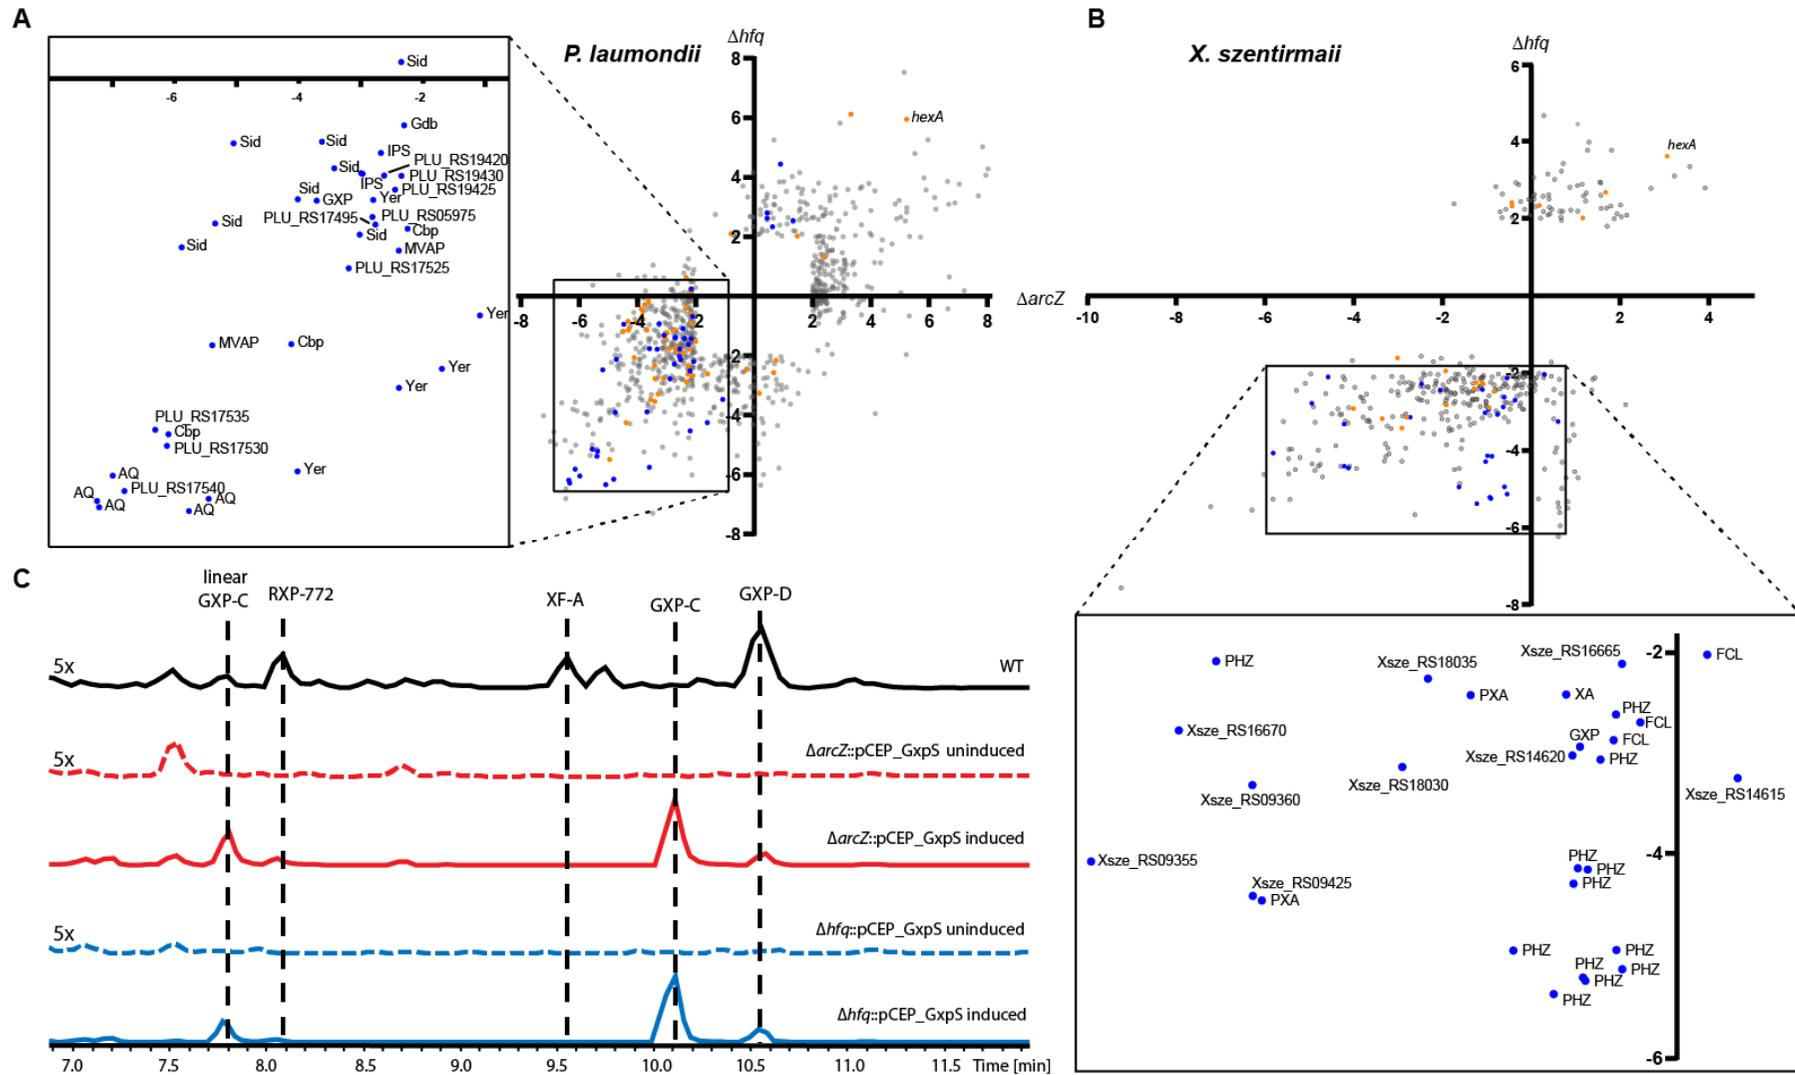 A
P. laumondii
Δhfq
8
6
4
2
-2
-4
-6
-8
hexA
ΔarcZ
-8
-6
-4
-2
2
4
6
8
Sid
-6
-4
-2
Gdb
Sid
Sid
IPS
PLU_RS19420
Sid
IPS
PLU_RS19430
PLU_RS19425
Sid
GXP
Yer
PLU_RS17495
PLU_RS05975
Sid
Sid
Cbp
Sid
MVAP
PLU_RS17525
Yer
MVAP
Cbp
Yer
Yer
PLU_RS17535
Cbp
PLU_RS17530
Yer
AQ
PLU_RS17540
AQ
AQ
AQ
AQ
B
X. szentirmaii
Δhfq
6
4
2
-2
-4
-6
-8
hexA
-10
-8
-6
-4
-2
2
4
PHZ
Xsze_RS18035
Xsze_RS16665
-2
FCL
PXA
XA
PHZ
FCL
Xsze_RS16670
GXP
FCL
Xsze_RS14620
PHZ
Xsze_RS18030
Xsze_RS09360
Xsze_RS14615
Xsze_RS09355
PHZ
-4
PHZ
PHZ
Xsze_RS09425
PXA
PHZ
PHZ
PHZ
PHZ
PHZ
PHZ
-6
C
linear
GXP-C
RXP-772
XF-A
GXP-C
GXP-D
5x
WT
5x
ΔarcZ::pCEP_GxpS uninduced
ΔarcZ::pCEP_GxpS induced
5x
Δhfq::pCEP_GxpS uninduced
Δhfq::pCEP_GxpS induced
7.0 7.5 8.0 8.5 9.0 9.5 10.0 10.5 11.0 11.5 Time [min]